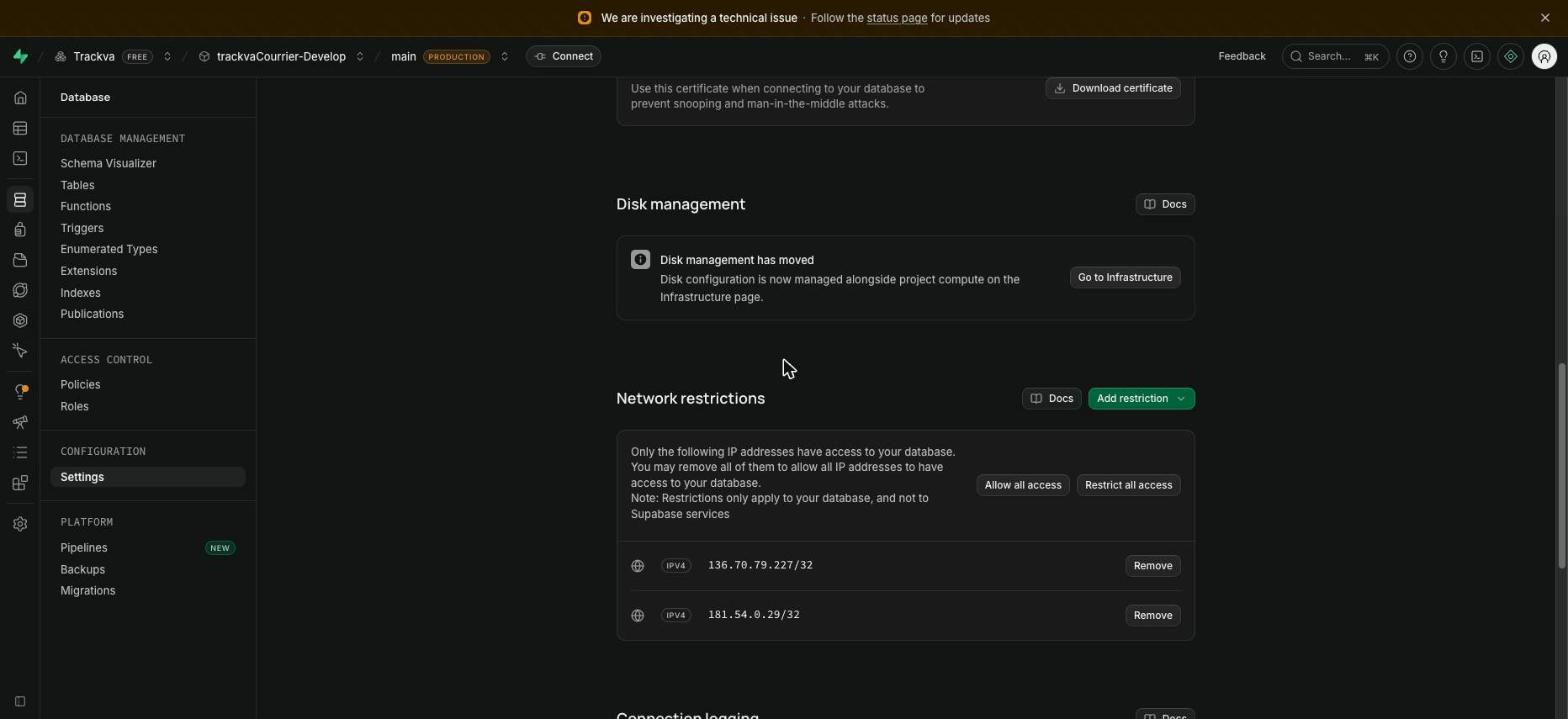 We are investigating a technical issue · Follow the status page for updates
Trackva FREE / trackvaCourrier-Develop / main PRODUCTION Connect
Feedback Search... ⌘K
Database
DATABASE MANAGEMENT
Schema Visualizer
Tables
Functions
Triggers
Enumerated Types
Extensions
Indexes
Publications
ACCESS CONTROL
Policies
Roles
CONFIGURATION
Settings
PLATFORM
Pipelines NEW
Backups
Migrations
Use this certificate when connecting to your database to
prevent snooping and man-in-the-middle attacks.
Download certificate
Disk management
Docs
Disk management has moved
Disk configuration is now managed alongside project compute on the
Infrastructure page.
Go to Infrastructure
Network restrictions
Docs
Add restriction
Only the following IP addresses have access to your database.
You may remove all of them to allow all IP addresses to have
access to your database.
Note: Restrictions only apply to your database, and not to
Supabase services
Allow all access
Restrict all access
IPV4 136.70.79.227/32 Remove
IPV4 181.54.0.29/32 Remove
Connection logging
Docs